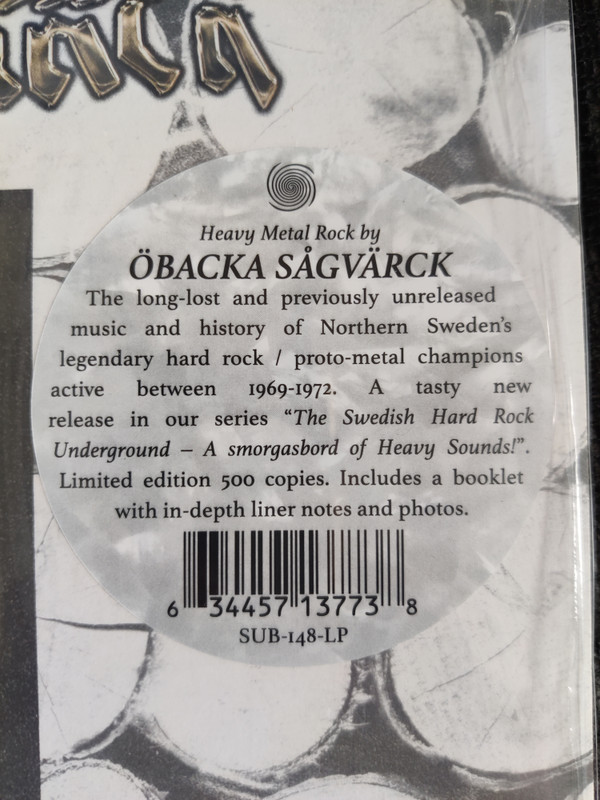 Heavy Metal Rock by
ÖBACKA SÅGVÄRCK
The long-lost and previously unreleased
music and history of Northern Sweden's
legendary hard rock / proto-metal champions
active between 1969-1972. A tasty new
release in our series “The Swedish Hard Rock
Underground – A smorgasbord of Heavy Sounds!”.
Limited edition 500 copies. Includes a booklet
with in-depth liner notes and photos.
6 34457 13773 8
SUB-148-LP